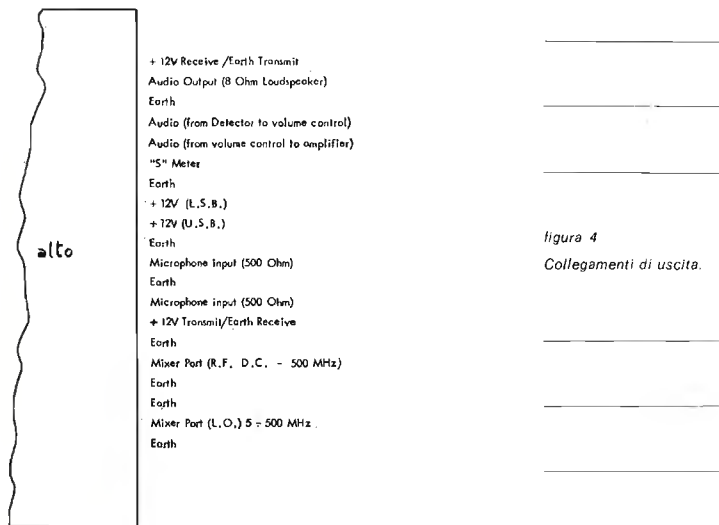 + 12V Receive /Earth Transmit
Audio Output (8 Ohm Loudspeaker)
Earth
Audio (from Detector to volume control)
Audio (from volume control to amplifier)
"S" Meter
Earth
+ 12V (L.S.B.)
+ 12V (U.S.B.)
Earth
alto
Microphone input (500 Ohm)
Earth
Microphone input (500 Ohm)
+ 12V Transmit/Earth Receive
Earth
Mixer Port (R.F. D.C. - 500 MHz)
Earth
Earth
Mixer Port (L.O.) 5 ÷ 500 MHz
Earth
figura 4
Collegamenti di uscita.